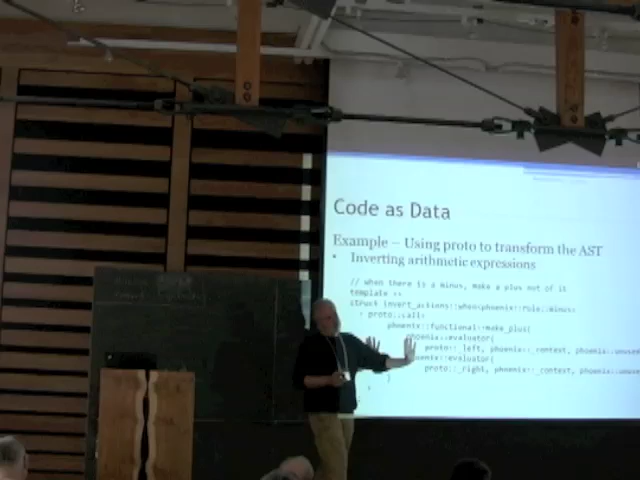 Code as Data
Example – Using proto to transform the AST
• Inverting arithmetic expressions
// when there is a minus, make a plus out of it
template <>
struct invert_actions::when<phoenix::rule::minus>
: proto::call<
phoenix::functional::make_plus(
phoenix::evaluator(
proto::_left, phoenix::_context, phoenix::unused
phoenix::evaluator(
proto::_right, phoenix::_context, phoenix::unused
)